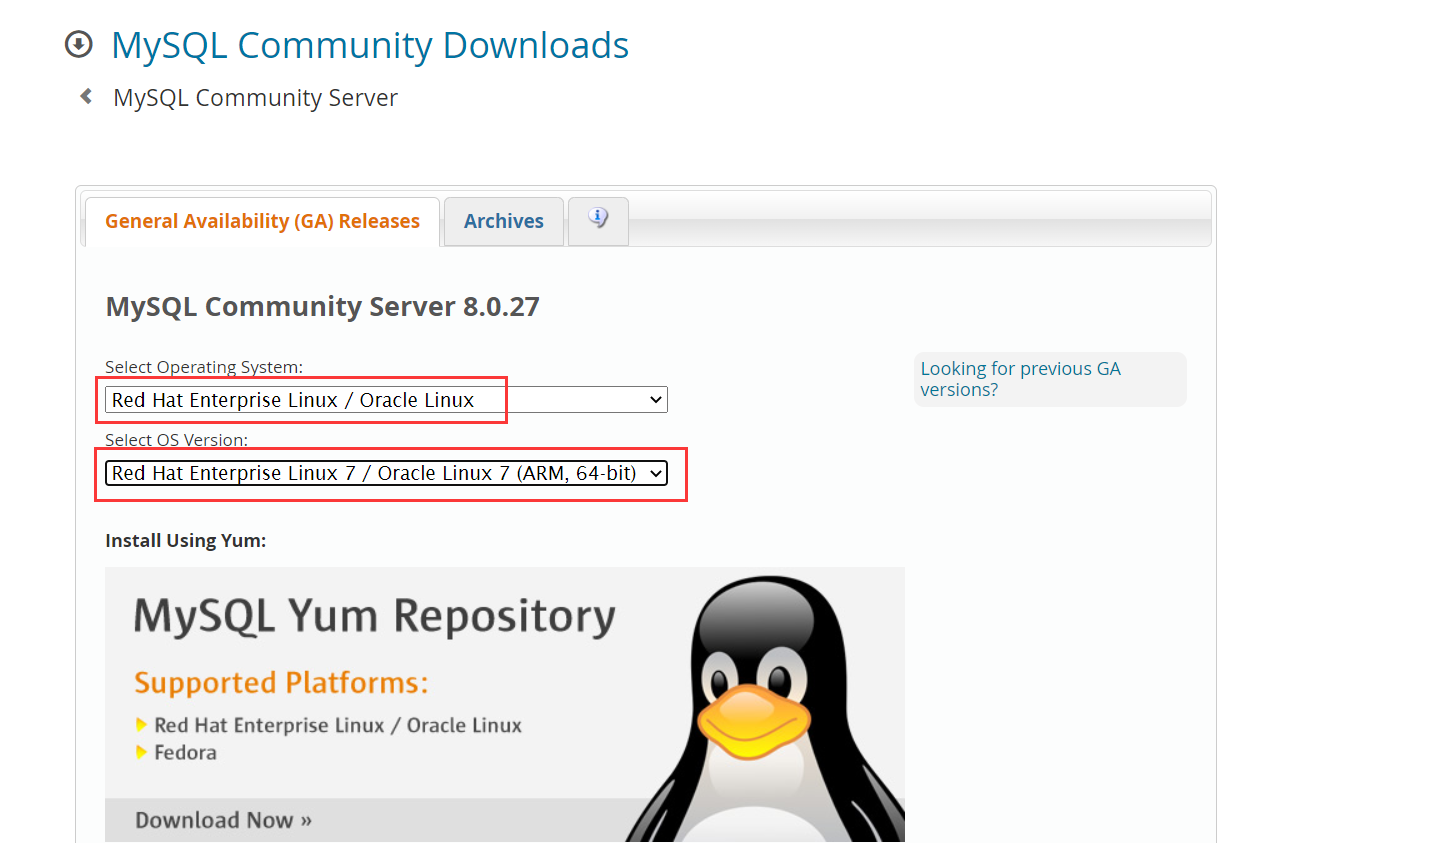 MySQL Community Downloads
MySQL Community Server
General Availability (GA) Releases
Archives
MySQL Community Server 8.0.27
Select Operating System:
Looking for previous GA
versions?
Red Hat Enterprise Linux / Oracle Linux
Select OS Version:
Red Hat Enterprise Linux 7 / Oracle Linux 7 (ARM, 64-bit)
Install Using Yum:
MySQL Yum Repository
Supported Platforms:
Red Hat Enterprise Linux / Oracle Linux
Fedora
Download Now »